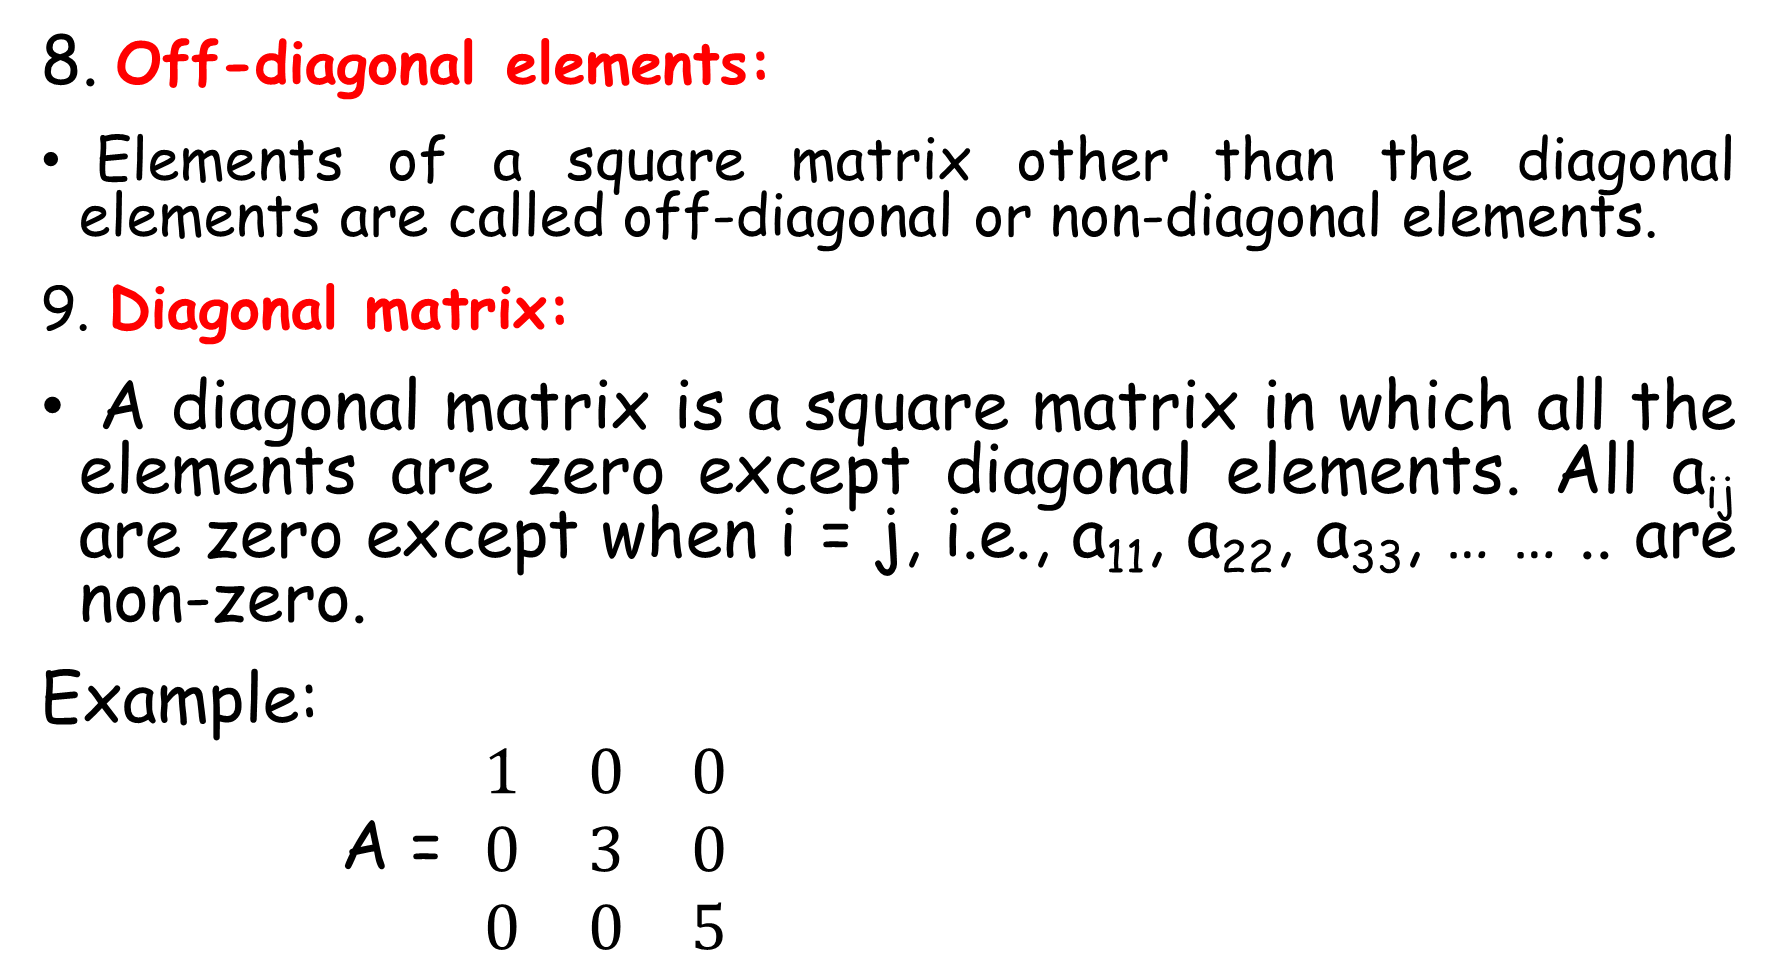 8. Off-diagonal elements:
• Elements of a square matrix other than the diagonal
elements are called off-diagonal or non-diagonal elements.
9. Diagonal matrix:
• A diagonal matrix is a square matrix in which all the
elements are zero except diagonal elements. All aᵢⱼ
are zero except when i = j, i.e., a₁₁, a₂₂, a₃₃, … … .. are
non-zero.
Example:
1 0 0
A = 0 3 0
0 0 5